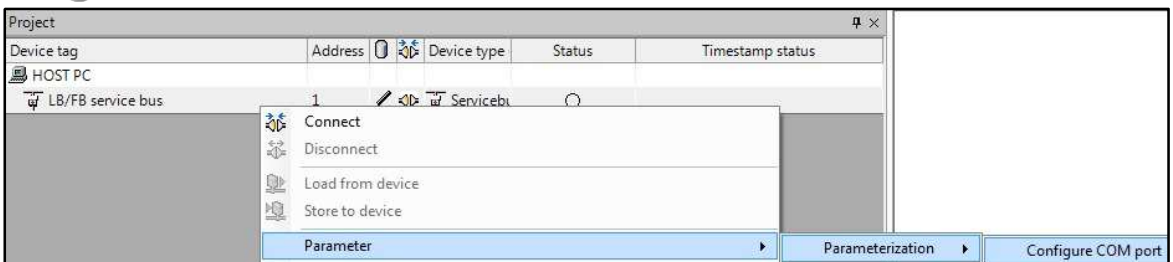 Project
Device tag Address Device type Status Timestamp status
HOST PC
LB/FB service bus 1 Servicebu
Connect
Disconnect
Load from device
Store to device
Parameter Parameterization Configure COM port